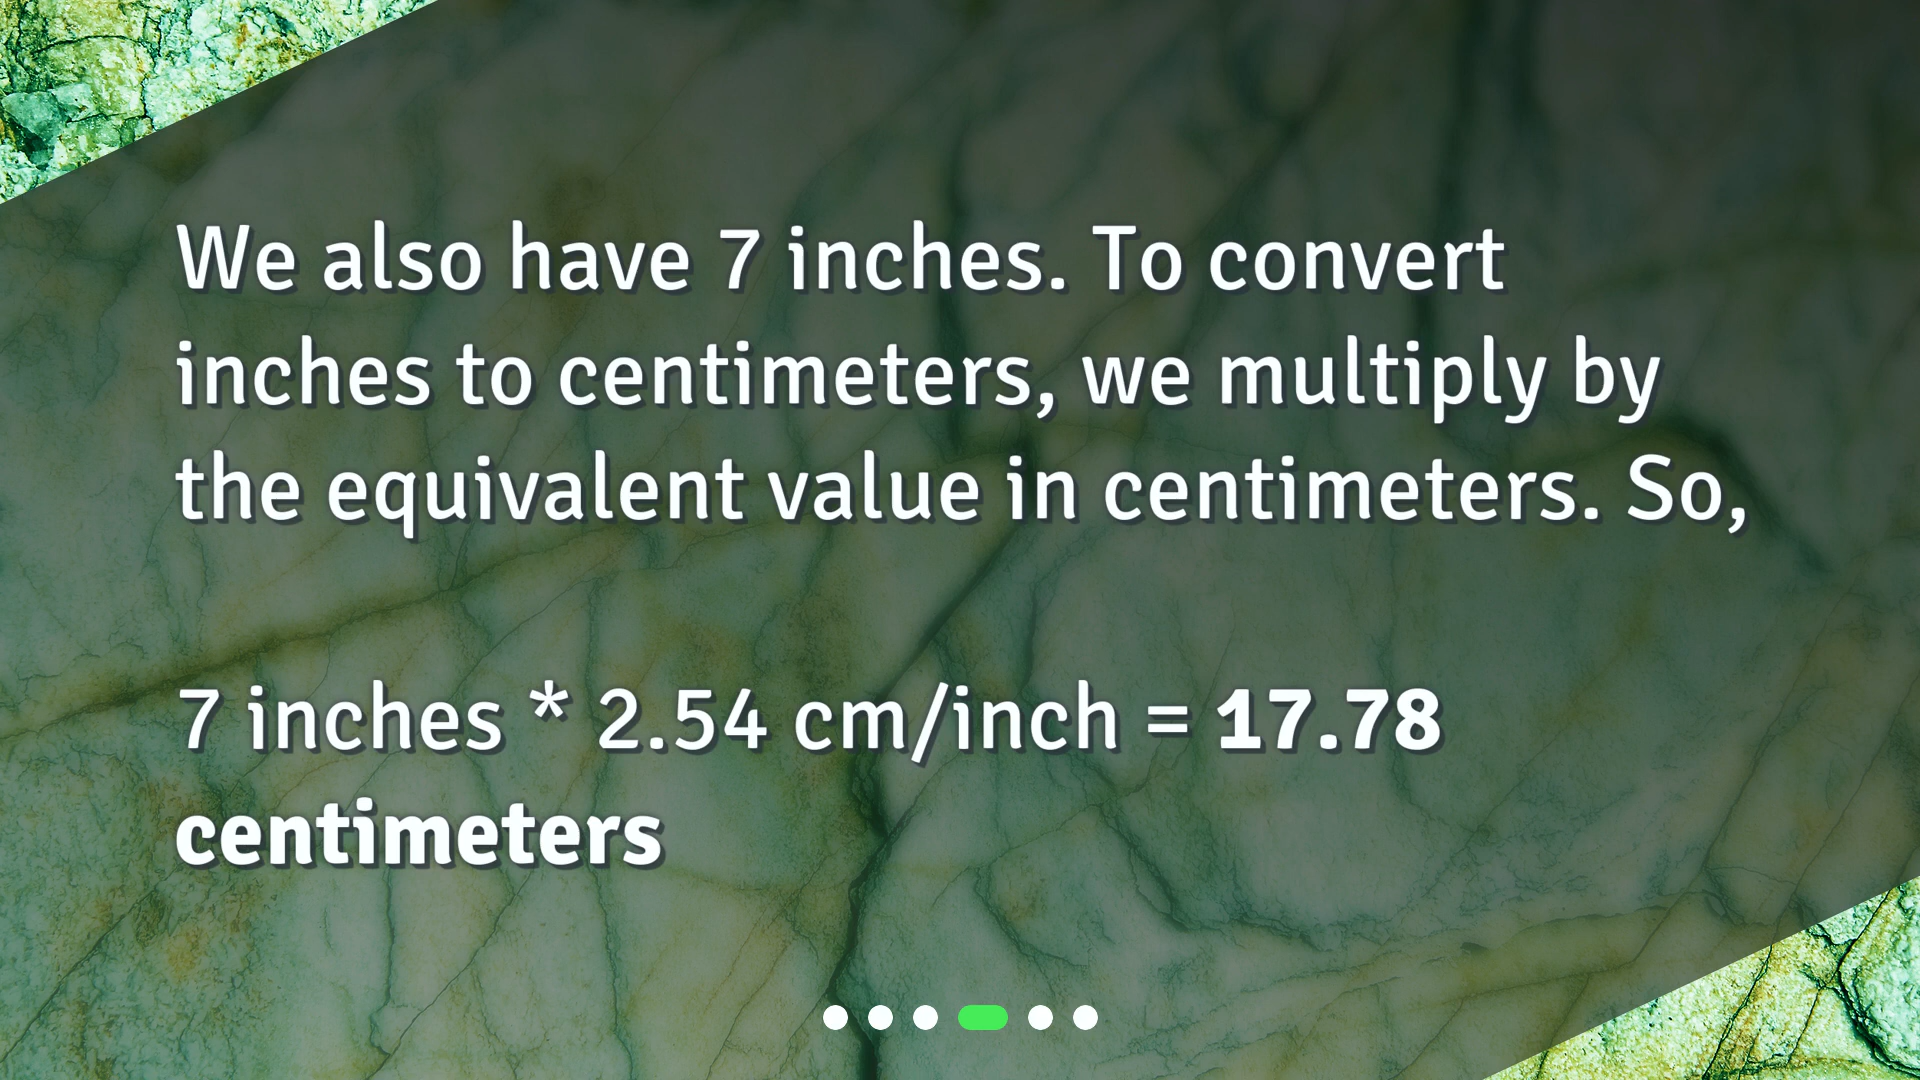 We also have 7 inches. To convert
inches to centimeters, we multiply by
the equivalent value in centimeters. So,
7 inches * 2.54 cm/inch = 17.78
centimeters